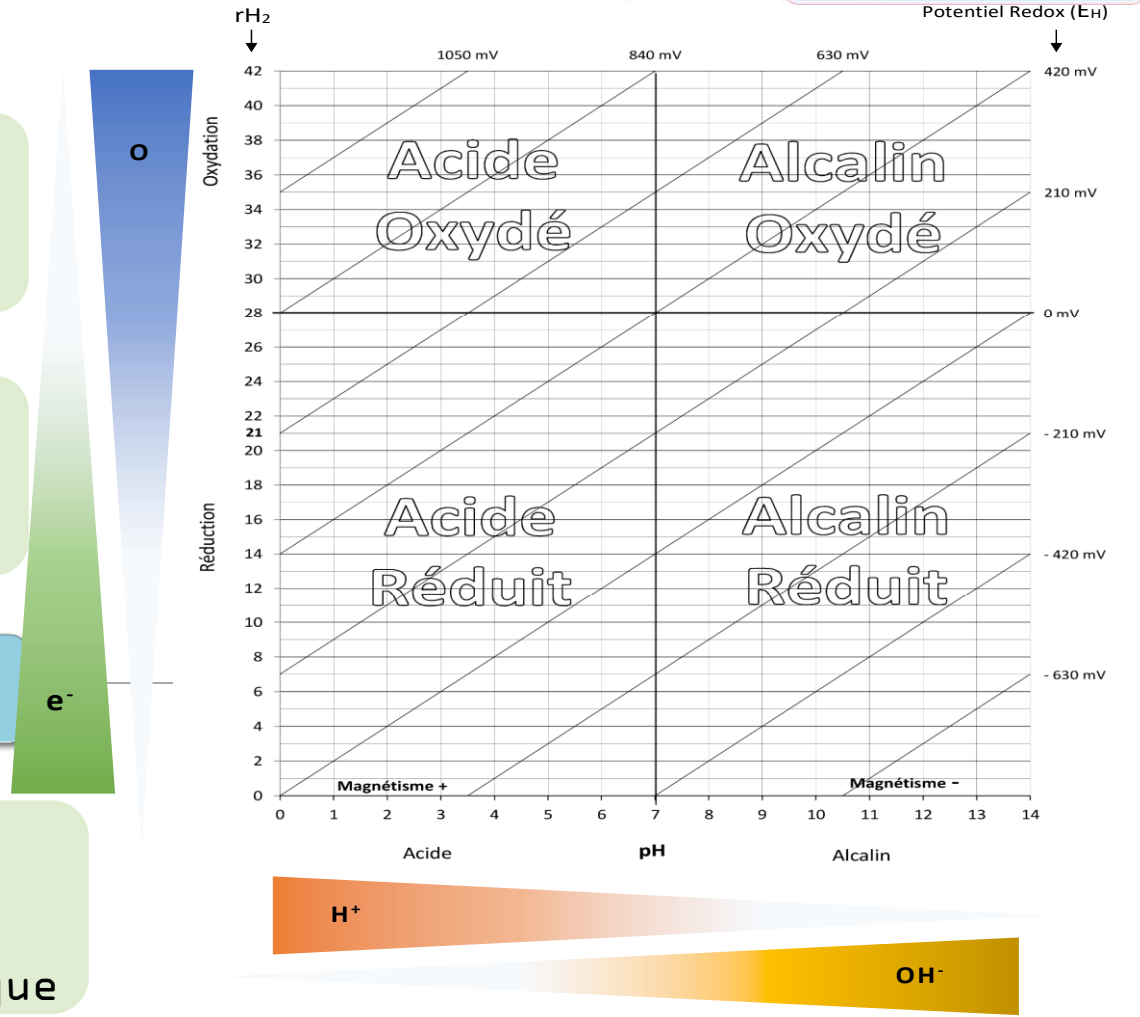 rH₂
Potentiel Redox (EH)
1050 mV
840 mV
630 mV
42
420 mV
40
O
Oxydation
38
Acide
Alcalin
36
210 mV
34
Oxydé
Oxydé
32
30
28
0 mV
26
24
22
21
- 210 mV
20
18
Réduction
16
Acide
Alcalin
14
- 420 mV
12
Réduit
Réduit
10
8
- 630 mV
6
e⁻
4
2
Magnétisme +
Magnétisme -
0
0 1 2 3 4 5 6 7 8 9 10 11 12 13 14
Acide
pH
Alcalin
H⁺
OH⁻